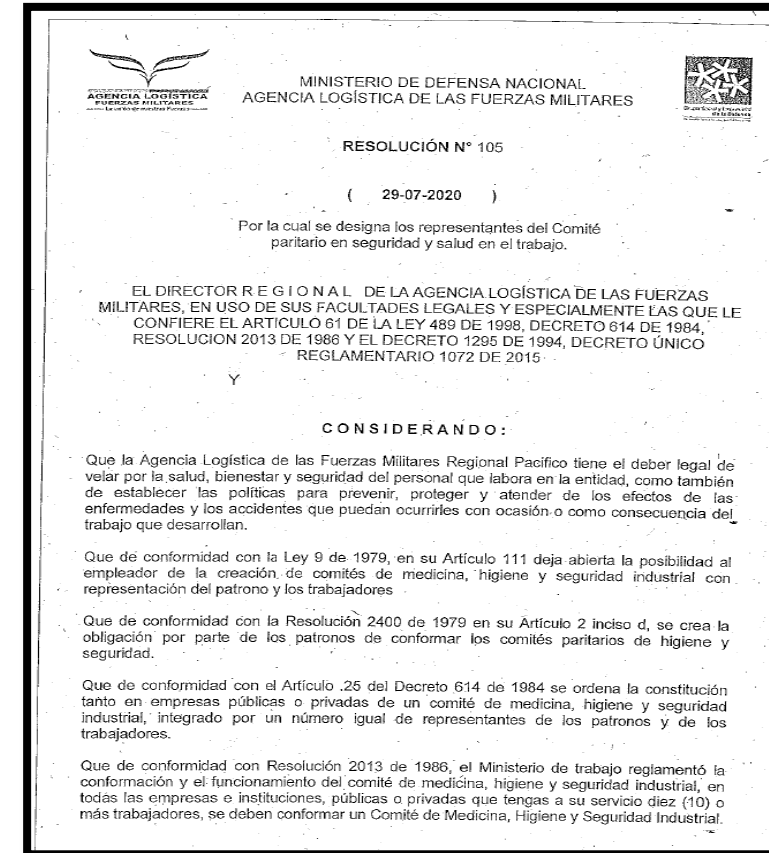 AGENCIA LOGÍSTICA
FUERZAS MILITARES
MINISTERIO DE DEFENSA NACIONAL
AGENCIA LOGÍSTICA DE LAS FUERZAS MILITARES
RESOLUCIÓN N° 105
( 29-07-2020 )
Por la cual se designa los representantes del Comité
paritario en seguridad y salud en el trabajo.
EL DIRECTOR R E G I O N A L DE LA AGENCIA LOGÍSTICA DE LAS FUERZAS
MILITARES, EN USO DE SUS FACULTADES LEGALES Y ESPECIALMENTE LAS QUE LE
CONFIERE EL ARTICULO 61 DE LA LEY 489 DE 1998, DECRETO 614 DE 1984,
RESOLUCION 2013 DE 1986 Y EL DECRETO 1295 DE 1994, DECRETO ÚNICO
REGLAMENTARIO 1072 DE 2015
Y
C O N S I D E R A N D O :
Que la Agencia Logística de las Fuerzas Militares Regional Pacífico tiene el deber legal de
velar por la salud, bienestar y seguridad del personal que labora en la entidad, como también
de establecer las políticas para prevenir, proteger y atender de los efectos de las
enfermedades y los accidentes que puedan ocurrirles con ocasión o como consecuencia del
trabajo que desarrollan.
Que de conformidad con la Ley 9 de 1979, en su Artículo 111 deja abierta la posibilidad al
empleador de la creación de comités de medicina, higiene y seguridad industrial con
representación del patrono y los trabajadores
Que de conformidad con la Resolución 2400 de 1979 en su Artículo 2 inciso d, se crea la
obligación por parte de los patronos de conformar los comités paritarios de higiene y
seguridad.
Que de conformidad con el Artículo .25 del Decreto 614 de 1984 se ordena la constitución
tanto en empresas públicas o privadas de un comité de medicina, higiene y seguridad
industrial, integrado por un número igual de representantes de los patronos y de los
trabajadores.
Que de conformidad con Resolución 2013 de 1986, el Ministerio de trabajo reglamentó la
conformación y el funcionamiento del comité de medicina, higiene y seguridad industrial, en
todas las empresas e instituciones, públicas o privadas que tengas a su servicio diez (10) o
más trabajadores, se deben conformar un Comité de Medicina, Higiene y Seguridad Industrial.